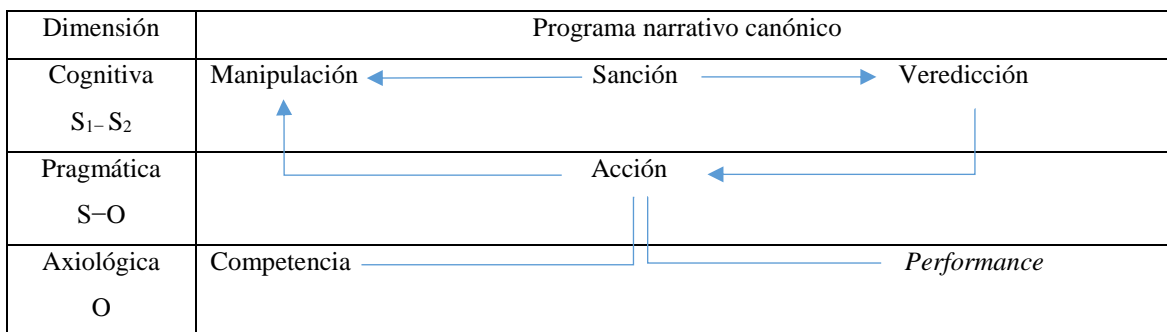 Dimensión Programa narrativo canónico
Cognitiva Manipulación Sanción Veredicción
S1– S2
Pragmática Acción
S−O
Axiológica Competencia Performance
O